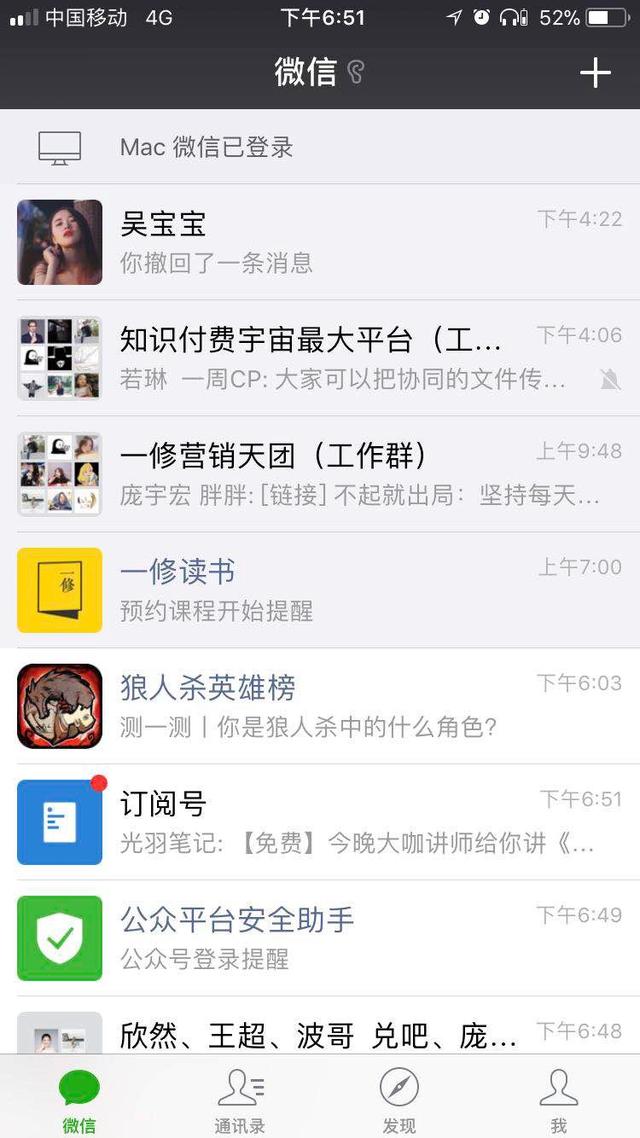 中国移动 4G 下午6:51 52%
微信
Mac 微信已登录
吴宝宝 下午4:22
你撤回了一条消息
知识付费宇宙最大平台（工... 下午4:06
若琳 一周CP: 大家可以把协同的文件传...
一修营销天团（工作群） 上午9:48
庞宇宏 胖胖: [链接] 不起就出局：坚持每天...
一修
一修读书 上午7:00
预约课程开始提醒
狼人杀英雄榜 下午6:03
测一测丨你是狼人杀中的什么角色?
订阅号 下午6:51
光羽笔记: 【免费】今晚大咖讲师给你讲《...
公众平台安全助手 下午6:49
公众号登录提醒
欣然、王超、波哥 兑吧、庞... 下午6:48
微信 通讯录 发现 我